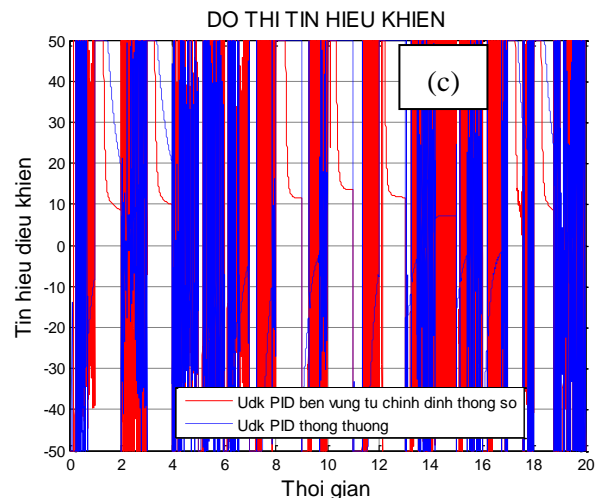 DO THI TIN HIEU KHIEN
(c)
Tin hieu dieu khien
50
40
30
20
10
0
-10
-20
-30
-40
-50
Udk PID ben vung tu chinh dinh thong so
Udk PID thong thuong
0 2 4 6 8 10 12 14 16 18 20
Thoi gian